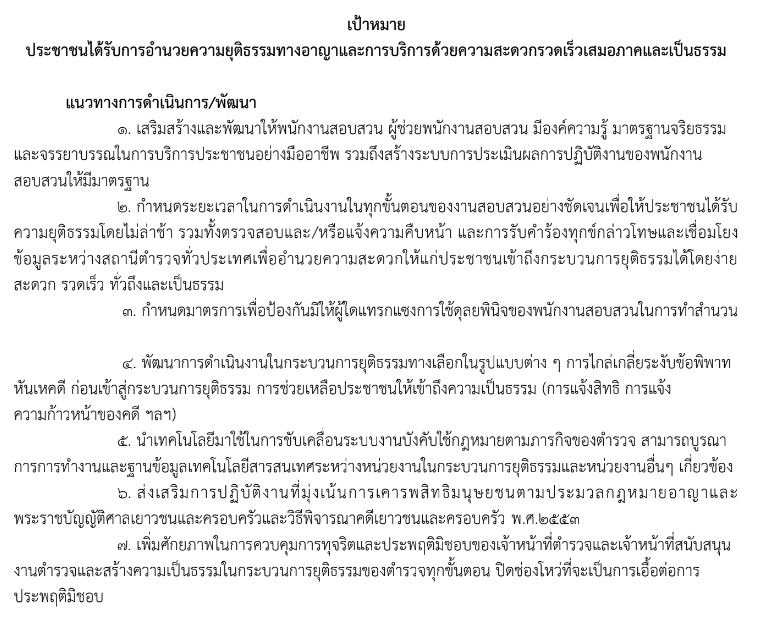 เป้าหมาย
ประชาชนได้รับการอำนวยความยุติธรรมทางอาญาและการบริการด้วยความสะดวกรวดเร็วเสมอภาคและเป็นธรรม
แนวทางการดำเนินการ/พัฒนา
๑. เสริมสร้างและพัฒนาให้พนักงานสอบสวน ผู้ช่วยพนักงานสอบสวน มีองค์ความรู้ มาตรฐานจริยธรรม
และจรรยาบรรณในการบริการประชาชนอย่างมืออาชีพ รวมถึงสร้างระบบการประเมินผลการปฏิบัติงานของพนักงาน
สอบสวนให้มีมาตรฐาน
๒. กำหนดระยะเวลาในการดำเนินงานในทุกขั้นตอนของงานสอบสวนอย่างชัดเจนเพื่อให้ประชาชนได้รับ
ความยุติธรรมโดยไม่ล่าช้า รวมทั้งตรวจสอบและ/หรือแจ้งความคืบหน้า และการรับคำร้องทุกข์กล่าวโทษและเชื่อมโยง
ข้อมูลระหว่างสถานีตำรวจทั่วประเทศเพื่ออำนวยความสะดวกให้แก่ประชาชนเข้าถึงกระบวนการยุติธรรมได้โดยง่าย
สะดวก รวดเร็ว ทั่วถึงและเป็นธรรม
๓. กำหนดมาตรการเพื่อป้องกันมิให้ผู้ใดแทรกแซงการใช้ดุลยพินิจของพนักงานสอบสวนในการทำสำนวน
๔. พัฒนาการดำเนินงานในกระบวนการยุติธรรมทางเลือกในรูปแบบต่าง ๆ การไกล่เกลี่ยระงับข้อพิพาท
หันเหคดี ก่อนเข้าสู่กระบวนการยุติธรรม การช่วยเหลือประชาชนให้เข้าถึงความเป็นธรรม (การแจ้งสิทธิ การแจ้ง
ความก้าวหน้าของคดี ฯลฯ)
๕. นำเทคโนโลยีมาใช้ในการขับเคลื่อนระบบงานบังคับใช้กฎหมายตามภารกิจของตำรวจ สามารถบูรณา
การการทำงานและฐานข้อมูลเทคโนโลยีสารสนเทศระหว่างหน่วยงานในกระบวนการยุติธรรมและหน่วยงานอื่นๆ เกี่ยวข้อง
๖. ส่งเสริมการปฏิบัติงานที่มุ่งเน้นการเคารพสิทธิมนุษยชนตามประมวลกฎหมายอาญาและ
พระราชบัญญัติศาลเยาวชนและครอบครัวและวิธีพิจารณาคดีเยาวชนและครอบครัว พ.ศ.๒๕๕๓
๗. เพิ่มศักยภาพในการควบคุมการทุจริตและประพฤติมิชอบของเจ้าหน้าที่ตำรวจและเจ้าหน้าที่สนับสนุน
งานตำรวจและสร้างความเป็นธรรมในกระบวนการยุติธรรมของตำรวจทุกขั้นตอน ปิดช่องโหว่ที่จะเป็นการเอื้อต่อการ
ประพฤติมิชอบ